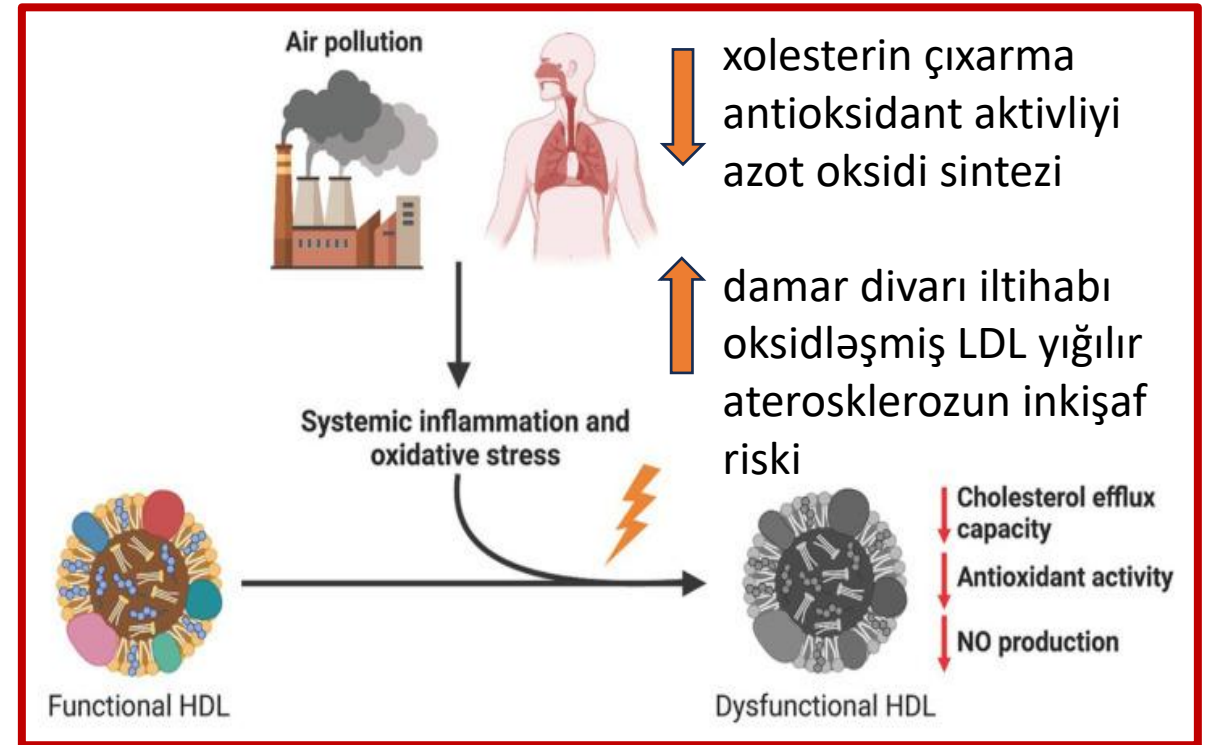 Air pollution
xolesterin çıxarma
antioksidant aktivliyi
azot oksidi sintezi
damar divarı iltihabı
oksidləşmiş LDL yığılır
aterosklerozun inkişaf
riski
Systemic inflammation and
oxidative stress
Cholesterol efflux
capacity
Antioxidant activity
NO production
Functional HDL
Dysfunctional HDL